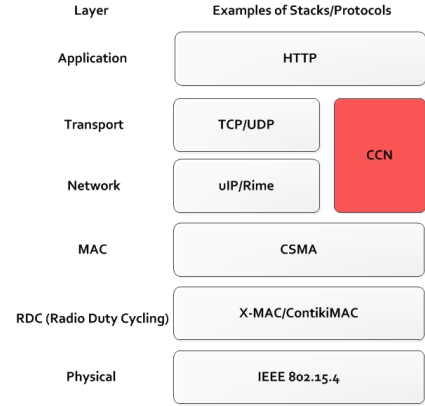 Layer Examples of Stacks/Protocols
Application HTTP
Transport TCP/UDP
CCN
Network uIP/Rime
MAC CSMA
RDC (Radio Duty Cycling) X-MAC/ContikiMAC
Physical IEEE 802.15.4